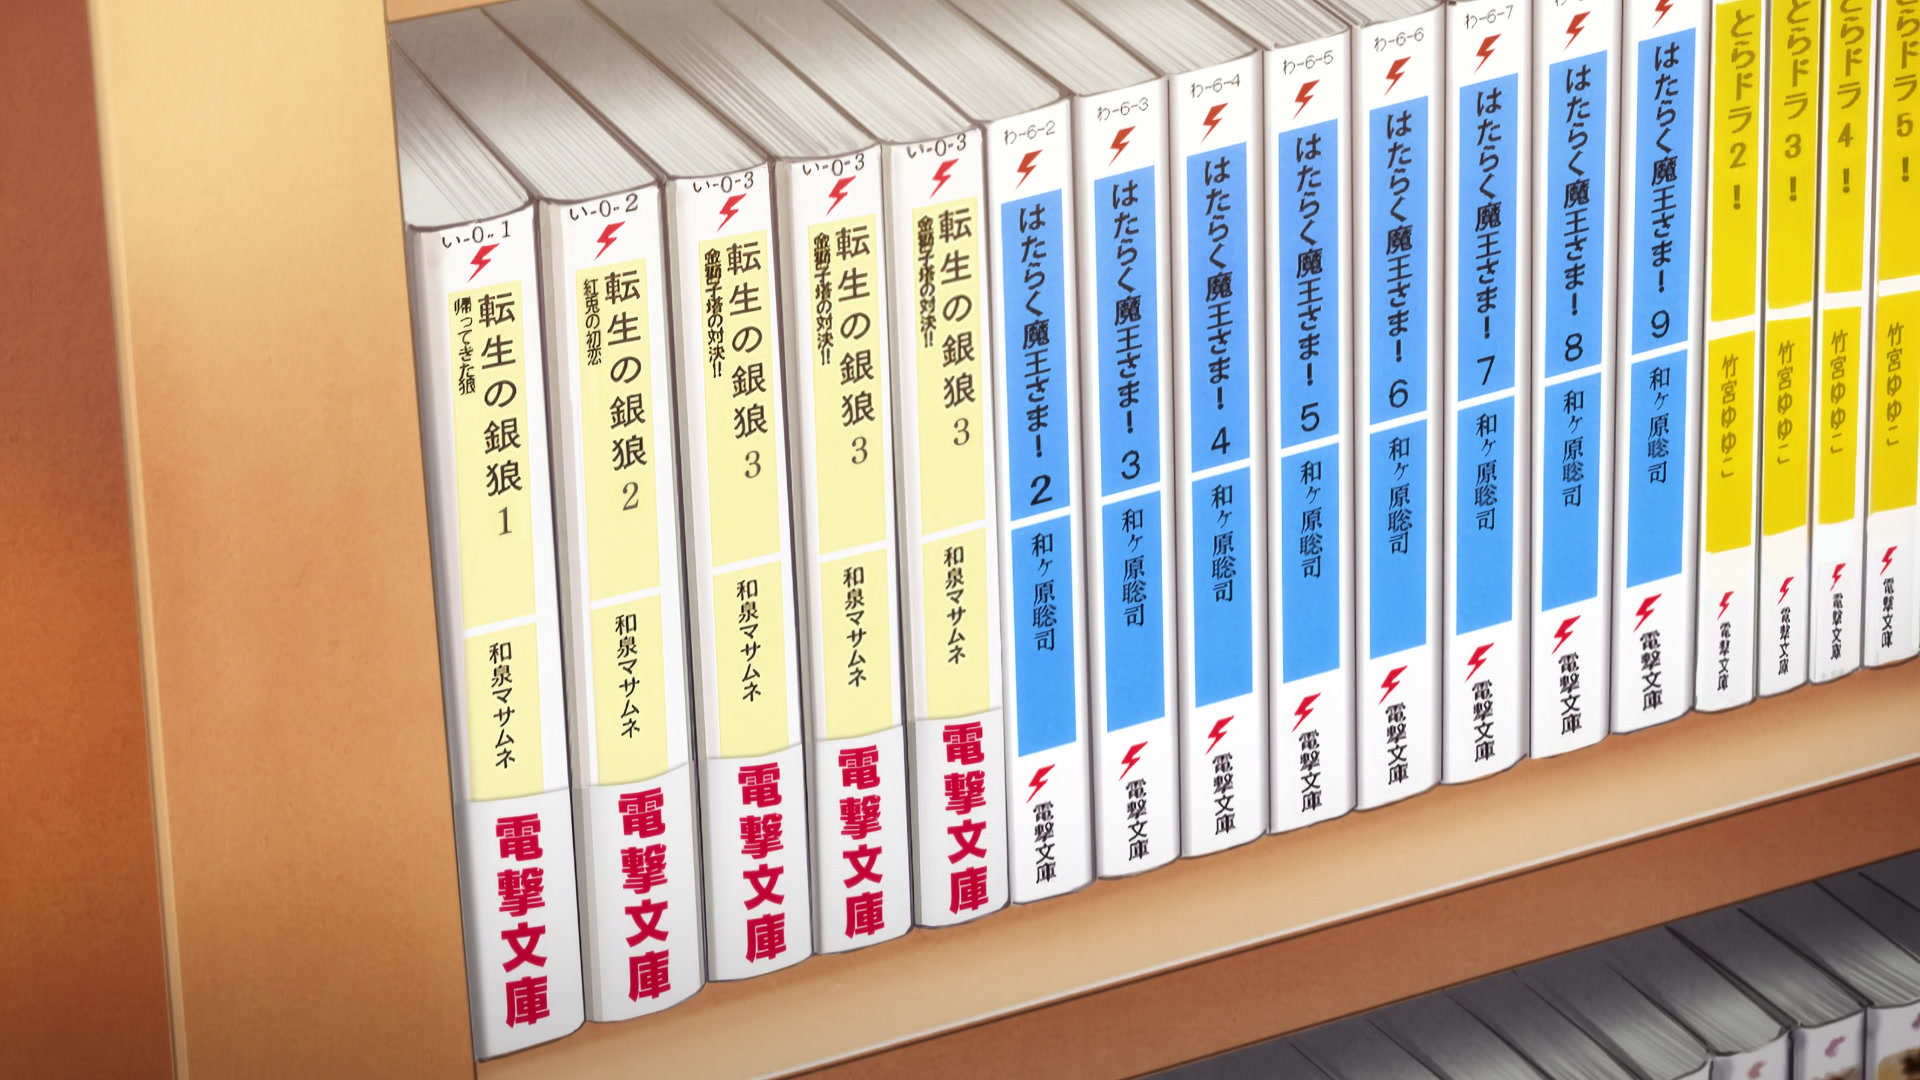 い-0-1
転生の銀狼 1
帰ってきた狼
和泉マサムネ
電撃文庫
い-0-2
転生の銀狼 2
紅兎の初恋
和泉マサムネ
電撃文庫
い-0-3
転生の銀狼 3
金獅子塔の対決!!
和泉マサムネ
電撃文庫
い-0-3
転生の銀狼 3
金獅子塔の対決!!
和泉マサムネ
電撃文庫
い-0-3
転生の銀狼 3
金獅子塔の対決!!
和泉マサムネ
電撃文庫
わ-6-2
はたらく魔王さま! 2
和ヶ原聡司
電撃文庫
わ-6-3
はたらく魔王さま! 3
和ヶ原聡司
電撃文庫
わ-6-4
はたらく魔王さま! 4
和ヶ原聡司
電撃文庫
わ-6-5
はたらく魔王さま! 5
和ヶ原聡司
電撃文庫
わ-6-6
はたらく魔王さま! 6
和ヶ原聡司
電撃文庫
わ-6-7
はたらく魔王さま! 7
和ヶ原聡司
電撃文庫
はたらく魔王さま! 8
和ヶ原聡司
電撃文庫
はたらく魔王さま! 9
和ヶ原聡司
電撃文庫
とらドラ2!
竹宮ゆゆこ
電撃文庫
とらドラ3!
竹宮ゆゆこ
電撃文庫
とらドラ4!
竹宮ゆゆこ
電撃文庫
とらドラ5!
竹宮ゆゆこ
電撃文庫